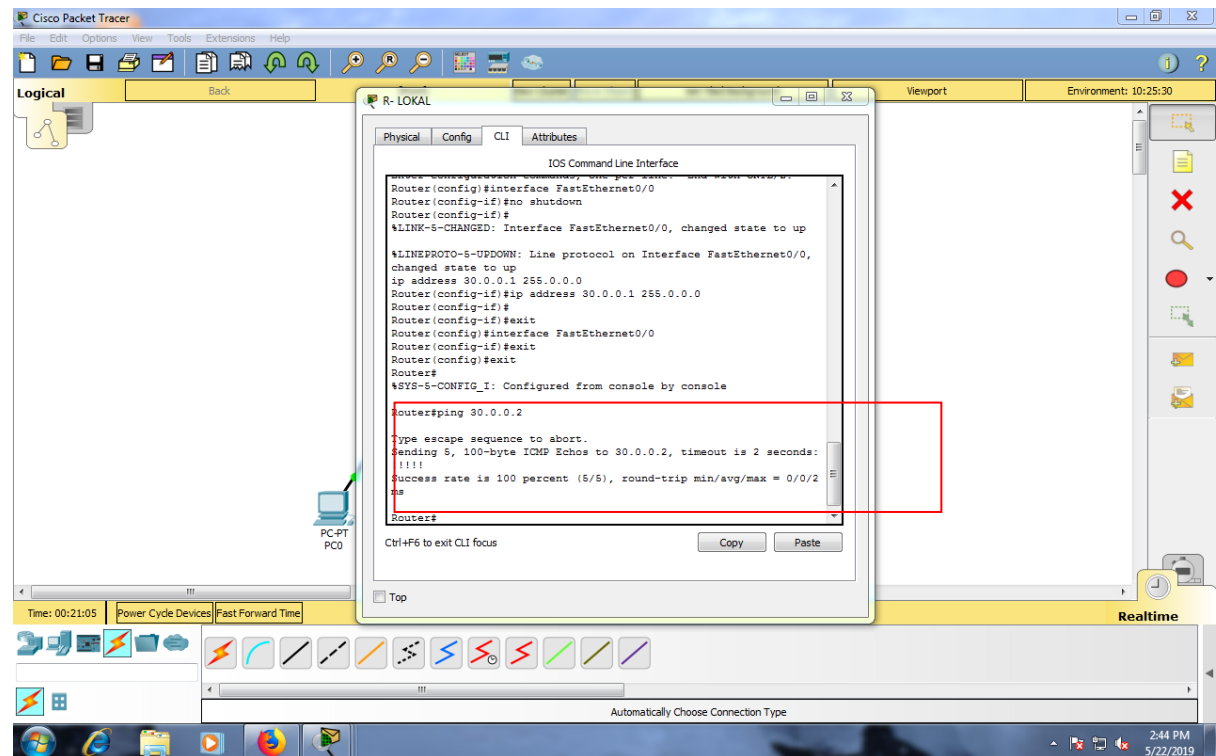 Cisco Packet Tracer
File Edit Options View Tools Extensions Help
Logical
Back
Viewport
Environment: 10:25:30
R- LOKAL
Physical Config CLI Attributes
IOS Command Line Interface
Router(config)#interface FastEthernet0/0
Router(config-if)#no shutdown
Router(config-if)#
%LINK-5-CHANGED: Interface FastEthernet0/0, changed state to up
%LINEPROTO-5-UPDOWN: Line protocol on Interface FastEthernet0/0,
changed state to up
ip address 30.0.0.1 255.0.0.0
Router(config-if)#ip address 30.0.0.1 255.0.0.0
Router(config-if)#
Router(config-if)#exit
Router(config)#interface FastEthernet0/0
Router(config-if)#exit
Router(config)#exit
Router#
%SYS-5-CONFIG_I: Configured from console by console
Router#ping 30.0.0.2
Type escape sequence to abort.
Sending 5, 100-byte ICMP Echos to 30.0.0.2, timeout is 2 seconds:
!!!!
Success rate is 100 percent (5/5), round-trip min/avg/max = 0/0/2
ms
Router#
Ctrl+F6 to exit CLI focus
Copy Paste
Top
PC-PT
PC0
Time: 00:21:05 Power Cycle Devices Fast Forward Time
Realtime
Automatically Choose Connection Type
2:44 PM
5/22/2019